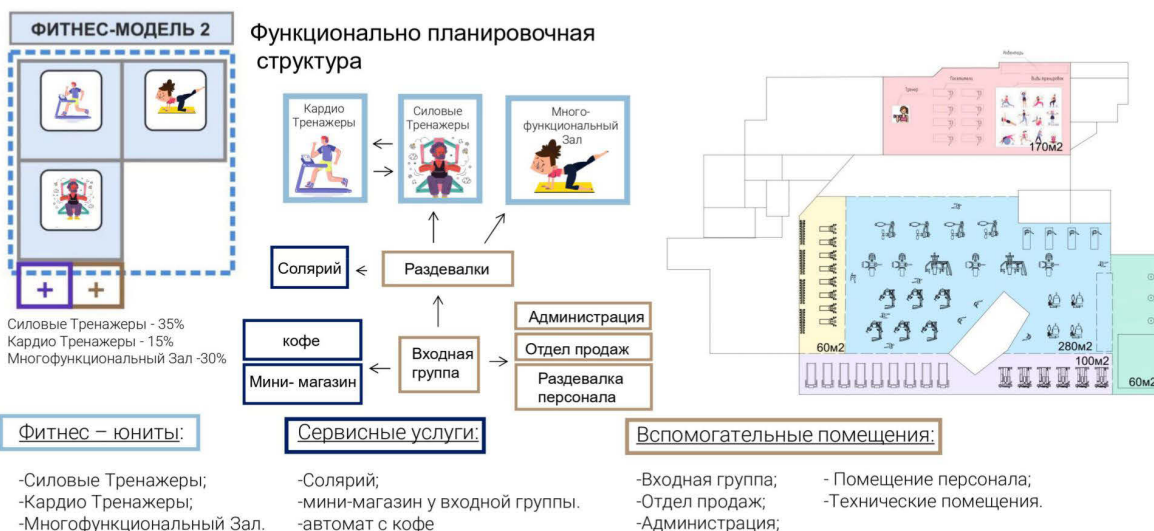 ФИТНЕС-МОДЕЛЬ 2
Функционально планировочная
структура
Кардио
Тренажеры
Силовые
Тренажеры
Много-
функциональный
Зал
Солярий
Раздевалки
кофе
Мини- магазин
Входная
группа
Администрация
Отдел продаж
Раздевалка
персонала
+
+
Силовые Тренажеры - 35%
Кардио Тренажеры - 15%
Многофункциональный Зал -30%
Тренер
170м2
60м2
280м2
100м2
60м2
Фитнес – юниты:
-Силовые Тренажеры;
-Кардио Тренажеры;
-Многофункциональный Зал.
Сервисные услуги:
-Солярий;
-мини-магазин у входной группы.
-автомат с кофе
Вспомогательные помещения:
-Входная группа;
-Отдел продаж;
-Администрация;
- Помещение персонала;
-Технические помещения.